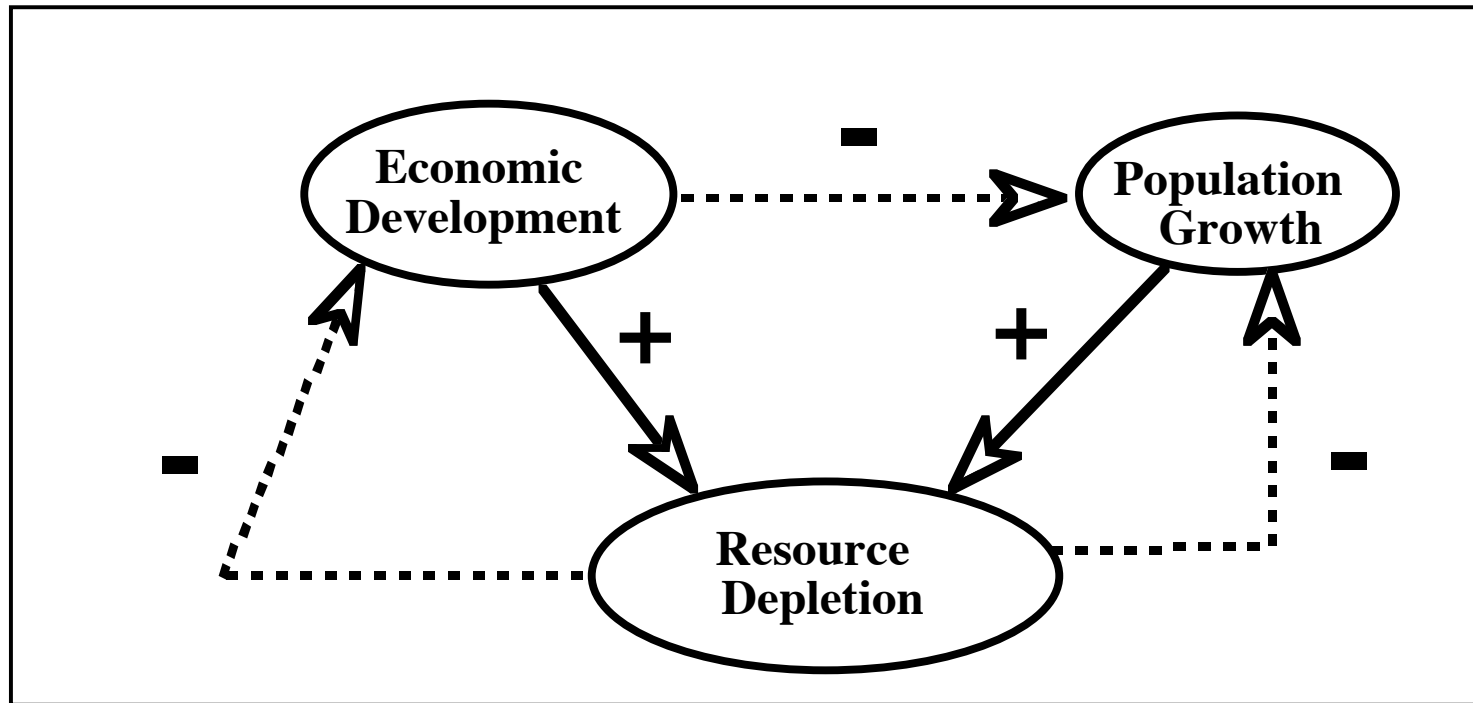 -
Economic
Development
Population
Growth
+
+
-
-
Resource
Depletion